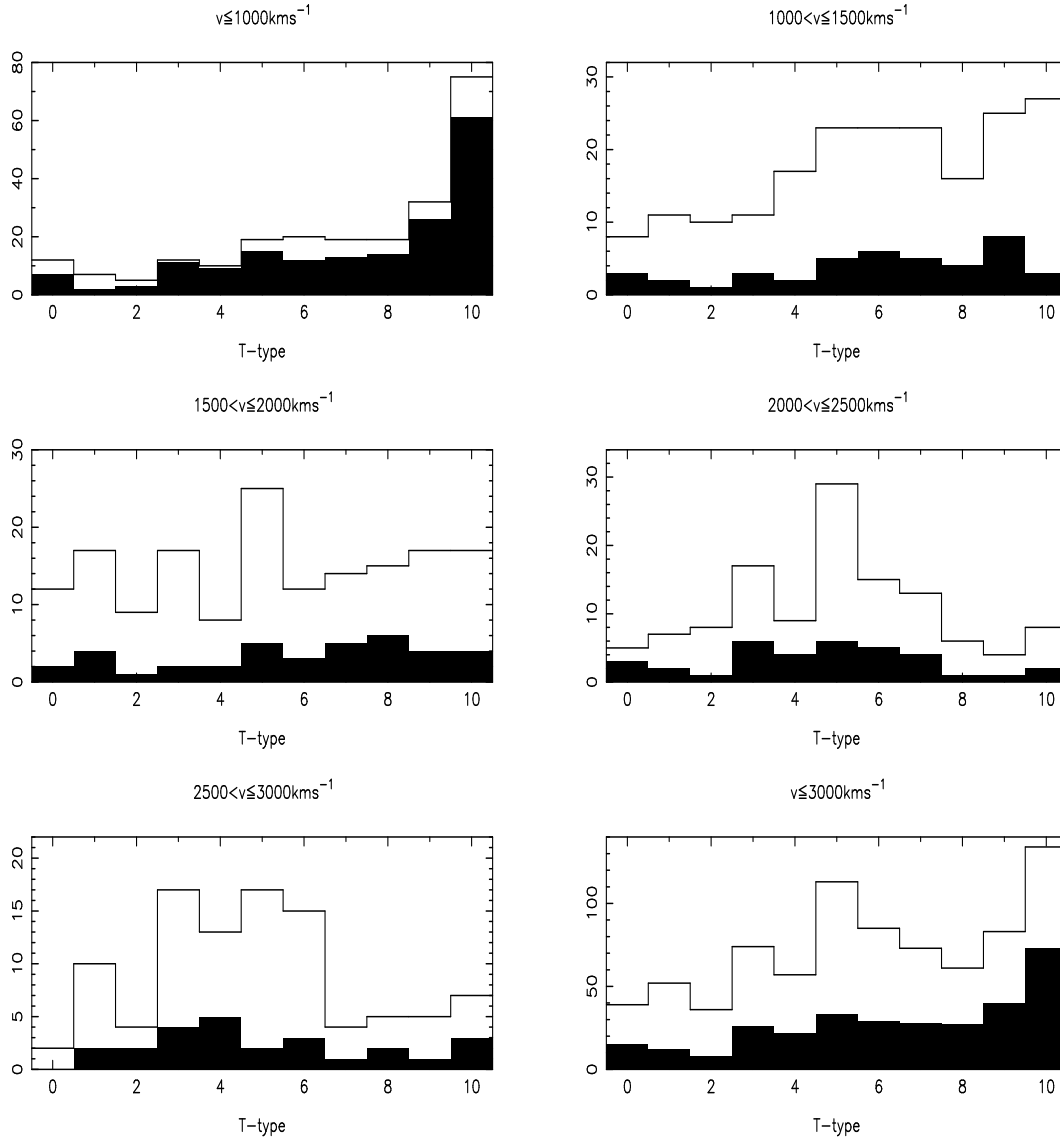 v≦1000kms⁻¹
80
60
40
20
0
0 2 4 6 8 10
T−type
1000<v≦1500kms⁻¹
30
20
10
0
0 2 4 6 8 10
T−type
1500<v≦2000kms⁻¹
30
20
10
0
0 2 4 6 8 10
T−type
2000<v≦2500kms⁻¹
30
20
10
0
0 2 4 6 8 10
T−type
2500<v≦3000kms⁻¹
20
15
10
5
0
0 2 4 6 8 10
T−type
v≦3000kms⁻¹
100
50
0
0 2 4 6 8 10
T−type